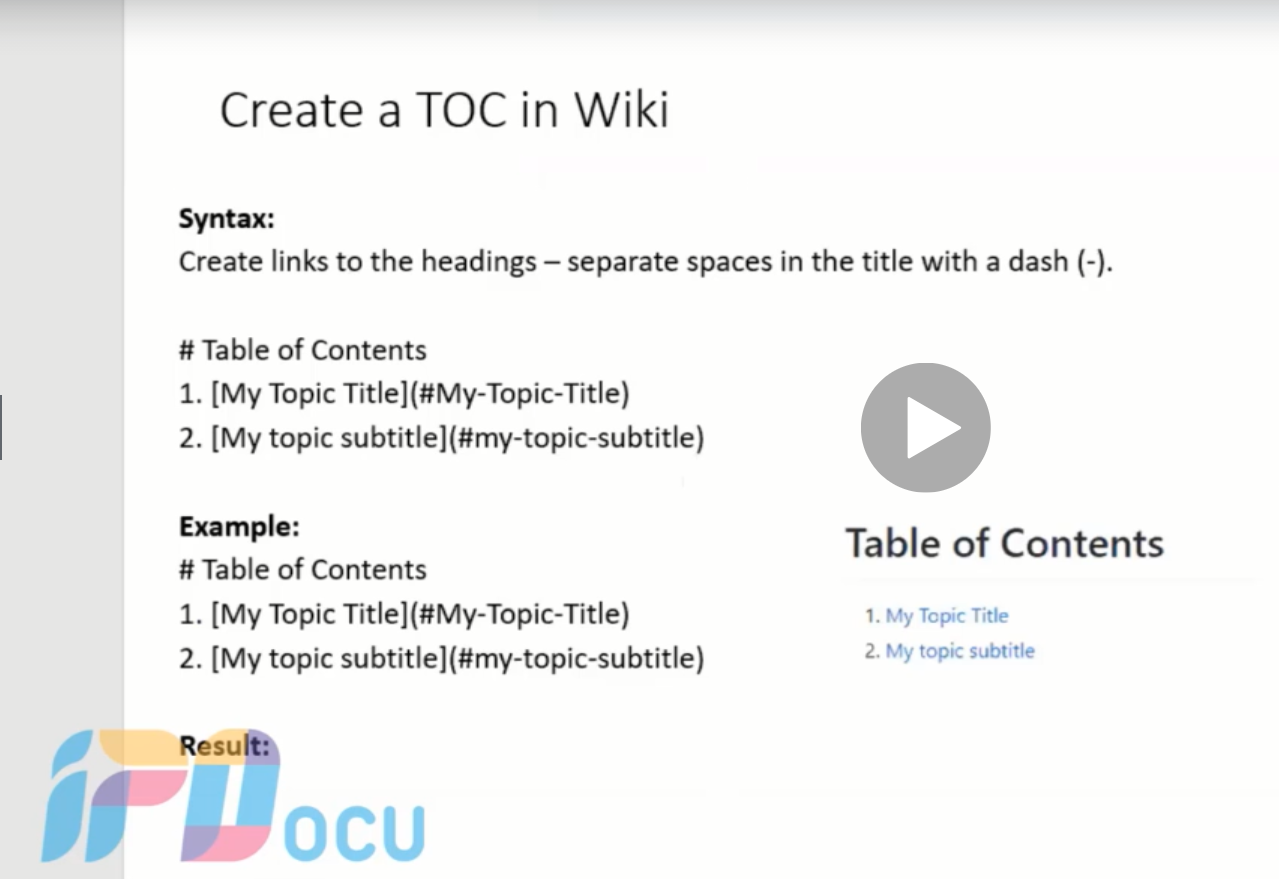 Create a TOC in Wiki
Syntax:
Create links to the headings – separate spaces in the title with a dash (-).
# Table of Contents
1. [My Topic Title](#My-Topic-Title)
2. [My topic subtitle](#my-topic-subtitle)
Example:
# Table of Contents
1. [My Topic Title](#My-Topic-Title)
2. [My topic subtitle](#my-topic-subtitle)
Result:
Table of Contents
1. My Topic Title
2. My topic subtitle
iPDocu